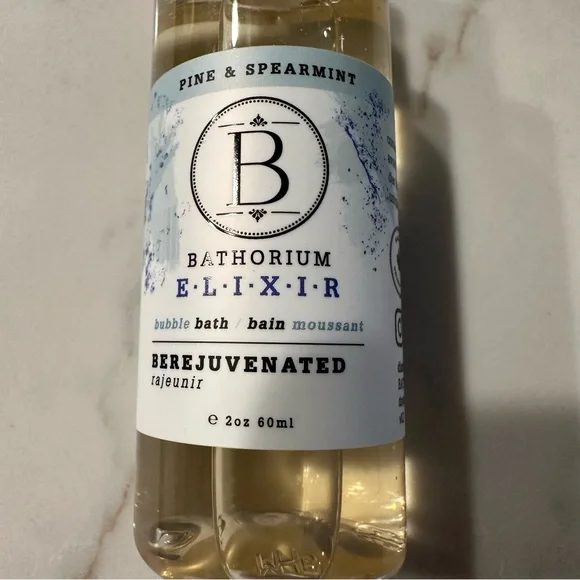 PINE & SPEARMINT
B
BATHORIUM
E·L·I·X·I·R
bubble bath / bain moussant
BEREJUVENATED
rajeunir
℮ 2oz 60ml